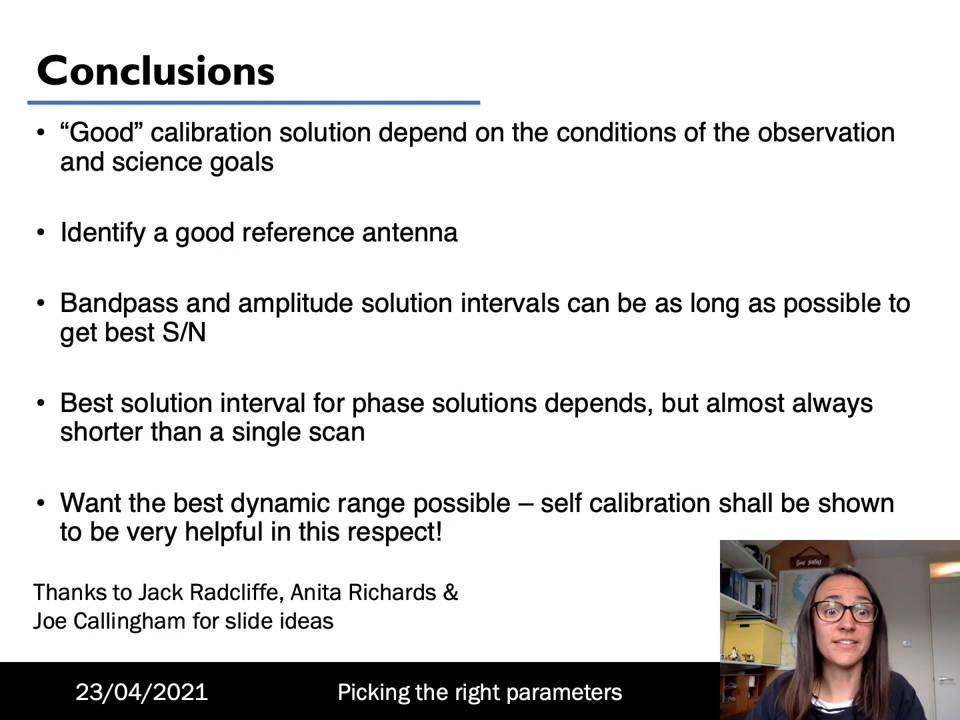 Conclusions
• “Good” calibration solution depend on the conditions of the observation
and science goals
• Identify a good reference antenna
• Bandpass and amplitude solution intervals can be as long as possible to
get best S/N
• Best solution interval for phase solutions depends, but almost always
shorter than a single scan
• Want the best dynamic range possible – self calibration shall be shown
to be very helpful in this respect!
Thanks to Jack Radcliffe, Anita Richards &
Joe Callingham for slide ideas
23/04/2021
Picking the right parameters